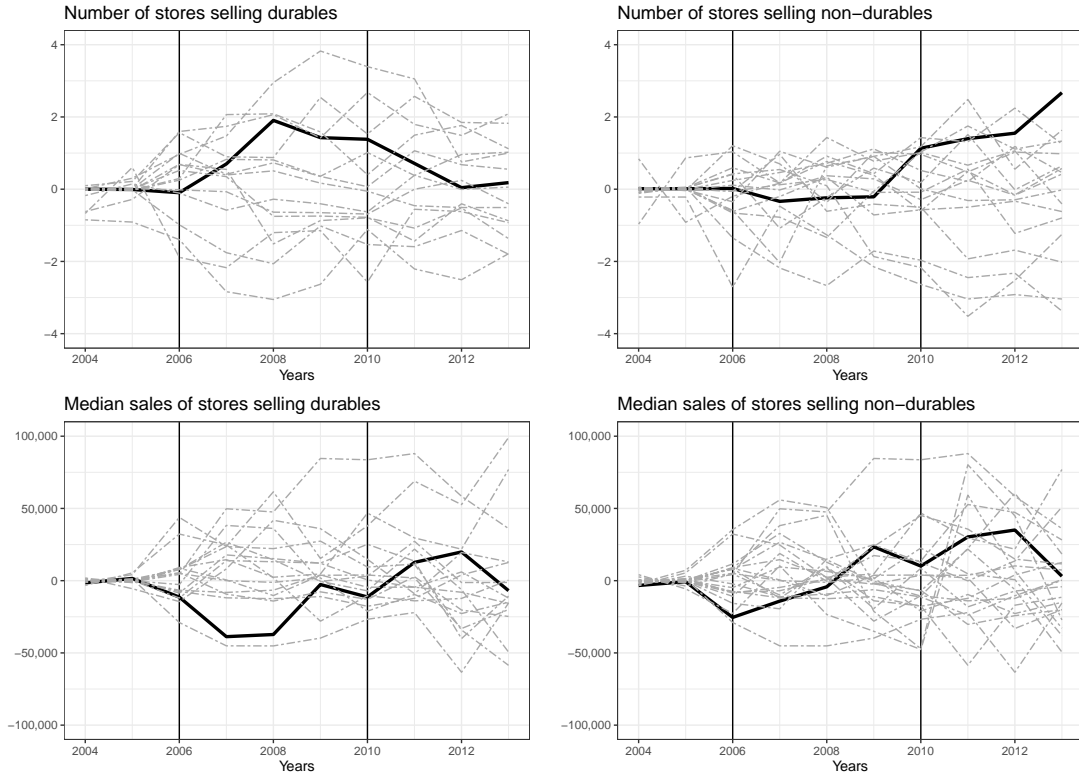 Number of stores selling durables
4
2
0
−2
−4
2004 2006 2008 2010 2012
Years
Number of stores selling non−durables
4
2
0
−2
−4
2004 2006 2008 2010 2012
Years
Median sales of stores selling durables
100,000
50,000
0
−50,000
−100,000
2004 2006 2008 2010 2012
Years
Median sales of stores selling non−durables
100,000
50,000
0
−50,000
−100,000
2004 2006 2008 2010 2012
Years